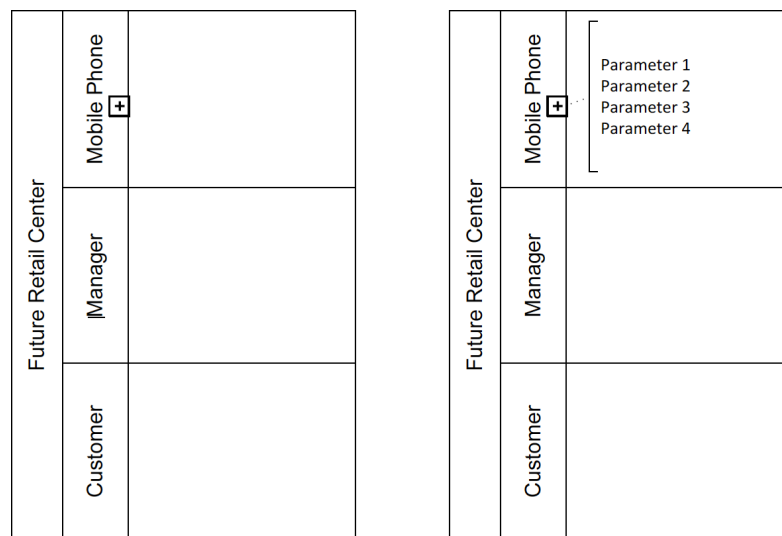 Future Retail Center
Mobile Phone
+
Manager
Customer
Future Retail Center
Mobile Phone
+
Parameter 1
Parameter 2
Parameter 3
Parameter 4
Manager
Customer